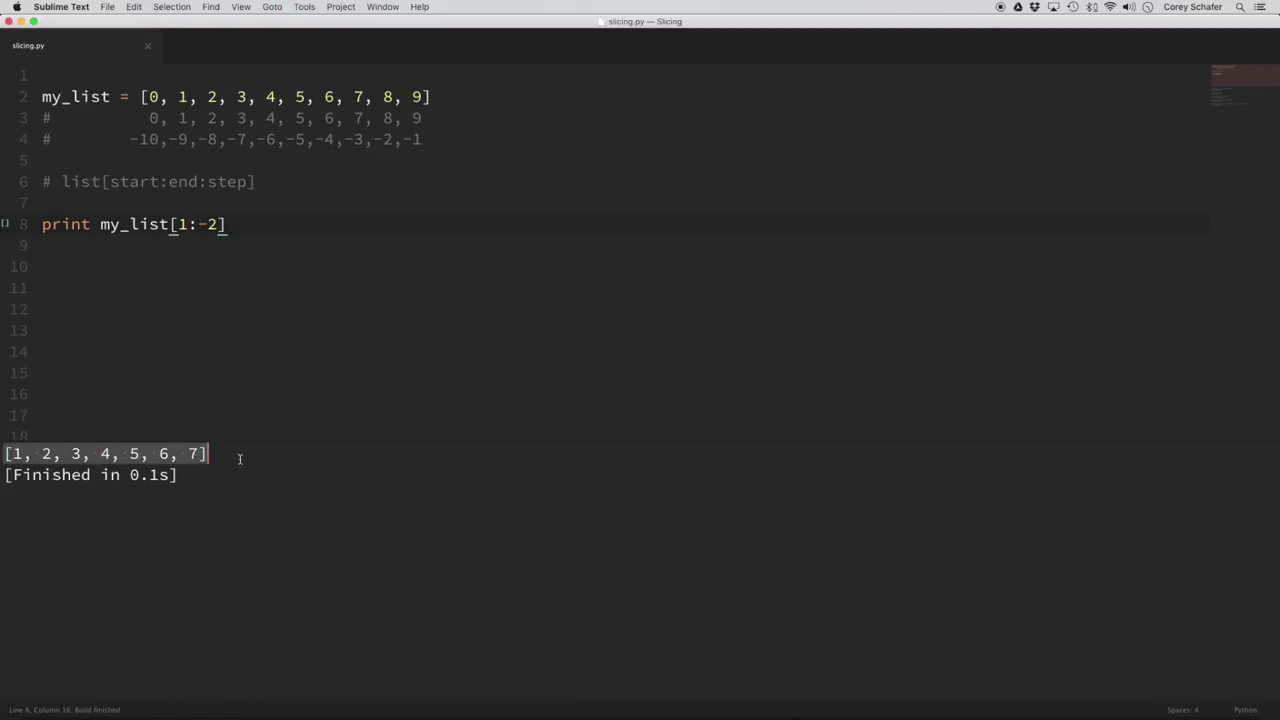 Sublime Text File Edit Selection Find View Goto Tools Project Window Help Corey Schafer
slicing.py — Slicing
slicing.py
1
2 my_list = [0, 1, 2, 3, 4, 5, 6, 7, 8, 9]
3 # 0, 1, 2, 3, 4, 5, 6, 7, 8, 9
4 # -10,-9,-8,-7,-6,-5,-4,-3,-2,-1
5
6 # list[start:end:step]
7
8 print my_list[1:-2]
9
10
11
12
13
14
15
16
17
18
[1, 2, 3, 4, 5, 6, 7]
[Finished in 0.1s]
Line 8, Column 16, Build finished Spaces: 4 Python